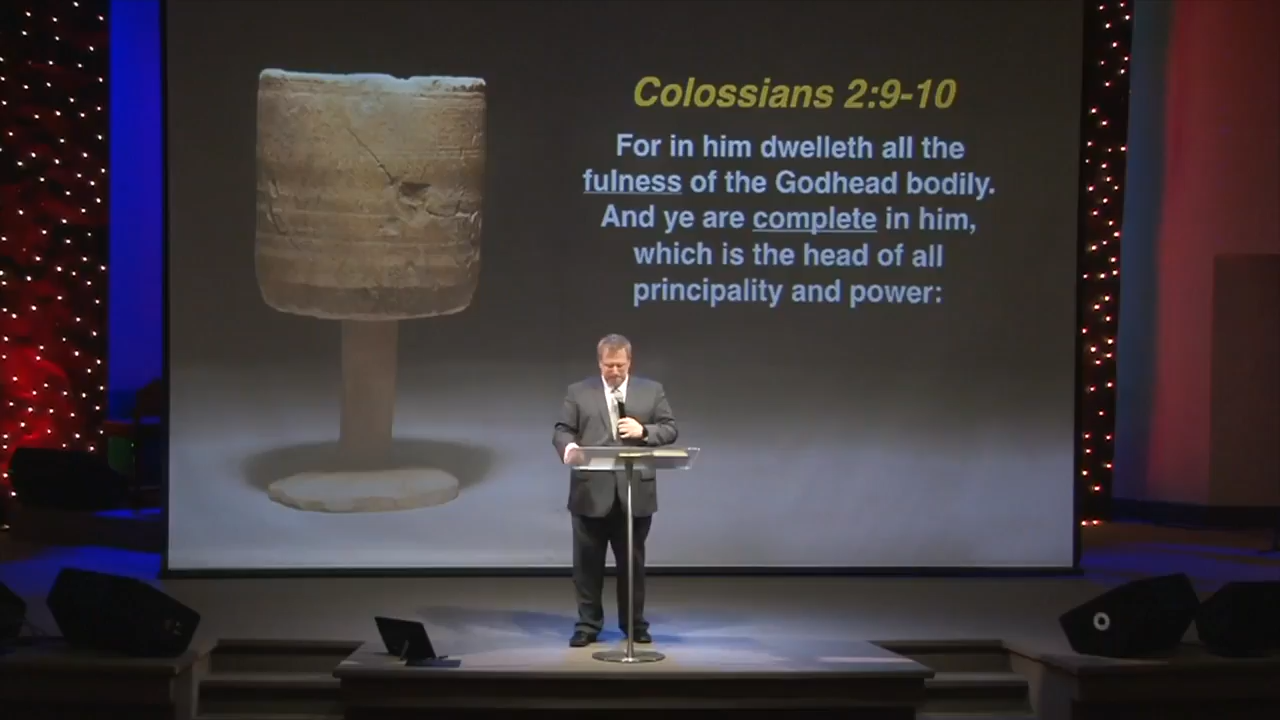 Colossians 2:9-10
For in him dwelleth all the
fulness of the Godhead bodily.
And ye are complete in him,
which is the head of all
principality and power: